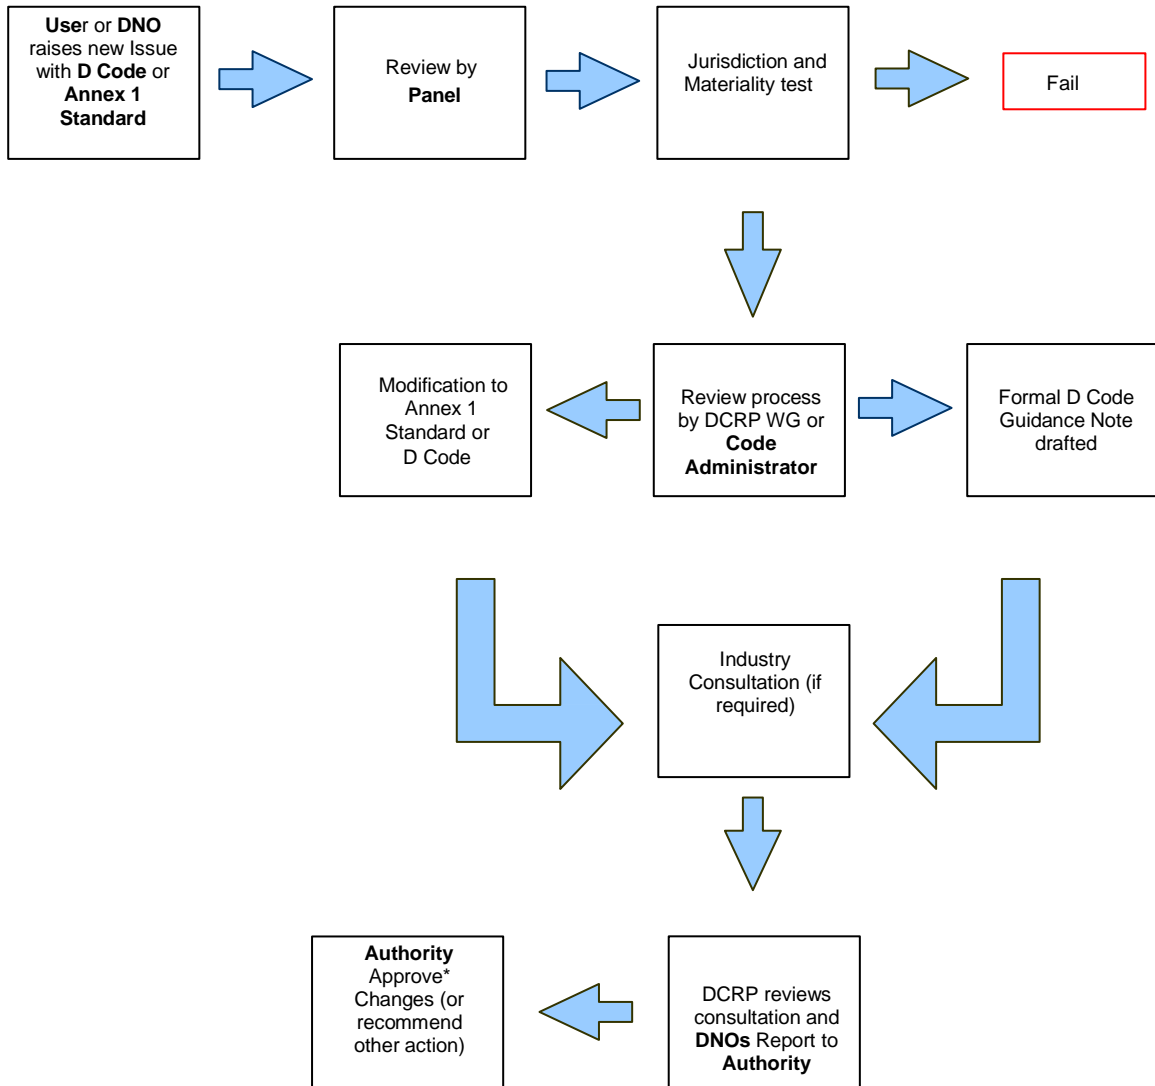 User or DNO
raises new Issue
with D Code or
Annex 1
Standard
Review by
Panel
Jurisdiction and
Materiality test
Fail
Modification to
Annex 1
Standard or
D Code
Review process
by DCRP WG or
Code
Administrator
Formal D Code
Guidance Note
drafted
Industry
Consultation (if
required)
Authority
Approve*
Changes (or
recommend
other action)
DCRP reviews
consultation and
DNOs Report to
Authority